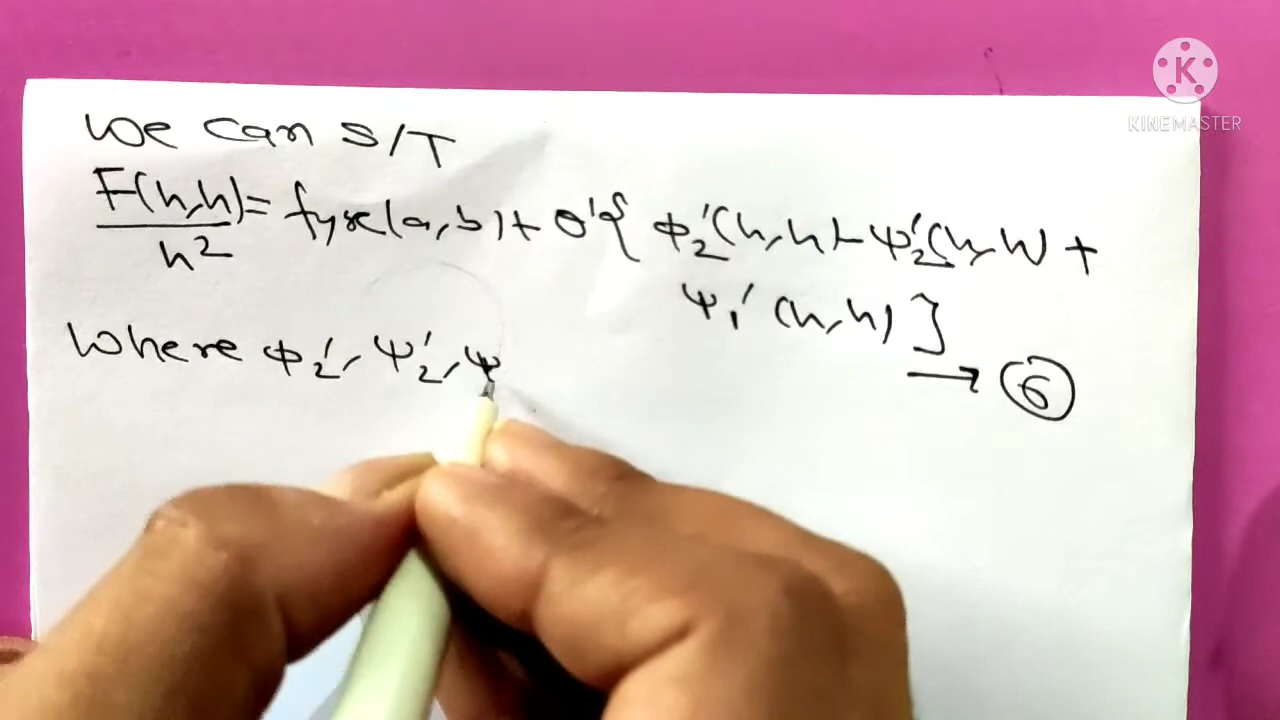 KINEMASTER
We can S/T
F(h,h)/h² = fyx(a,b) + θ'{ φ₂'(h,h) - ψ₂'(h,h) +
ψ₁'(h,h) ]
→ ⑥
Where φ₂', ψ₂', ψ